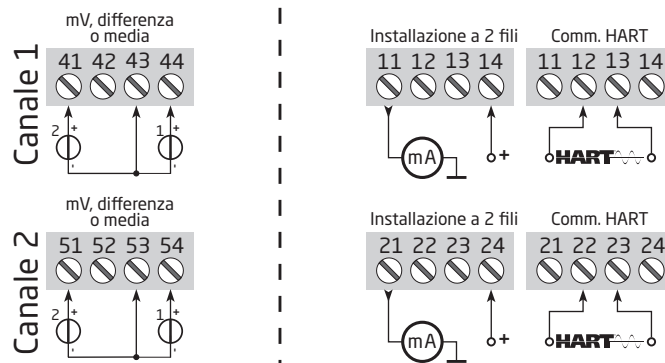 Canale 1
mV, differenza
o media
41 42 43 44
2 + - 1 + -
Installazione a 2 fili
11 12 13 14
mA +
Comm. HART
11 12 13 14
HART
Canale 2
mV, differenza
o media
51 52 53 54
2 + - 1 + -
Installazione a 2 fili
21 22 23 24
mA +
Comm. HART
21 22 23 24
HART